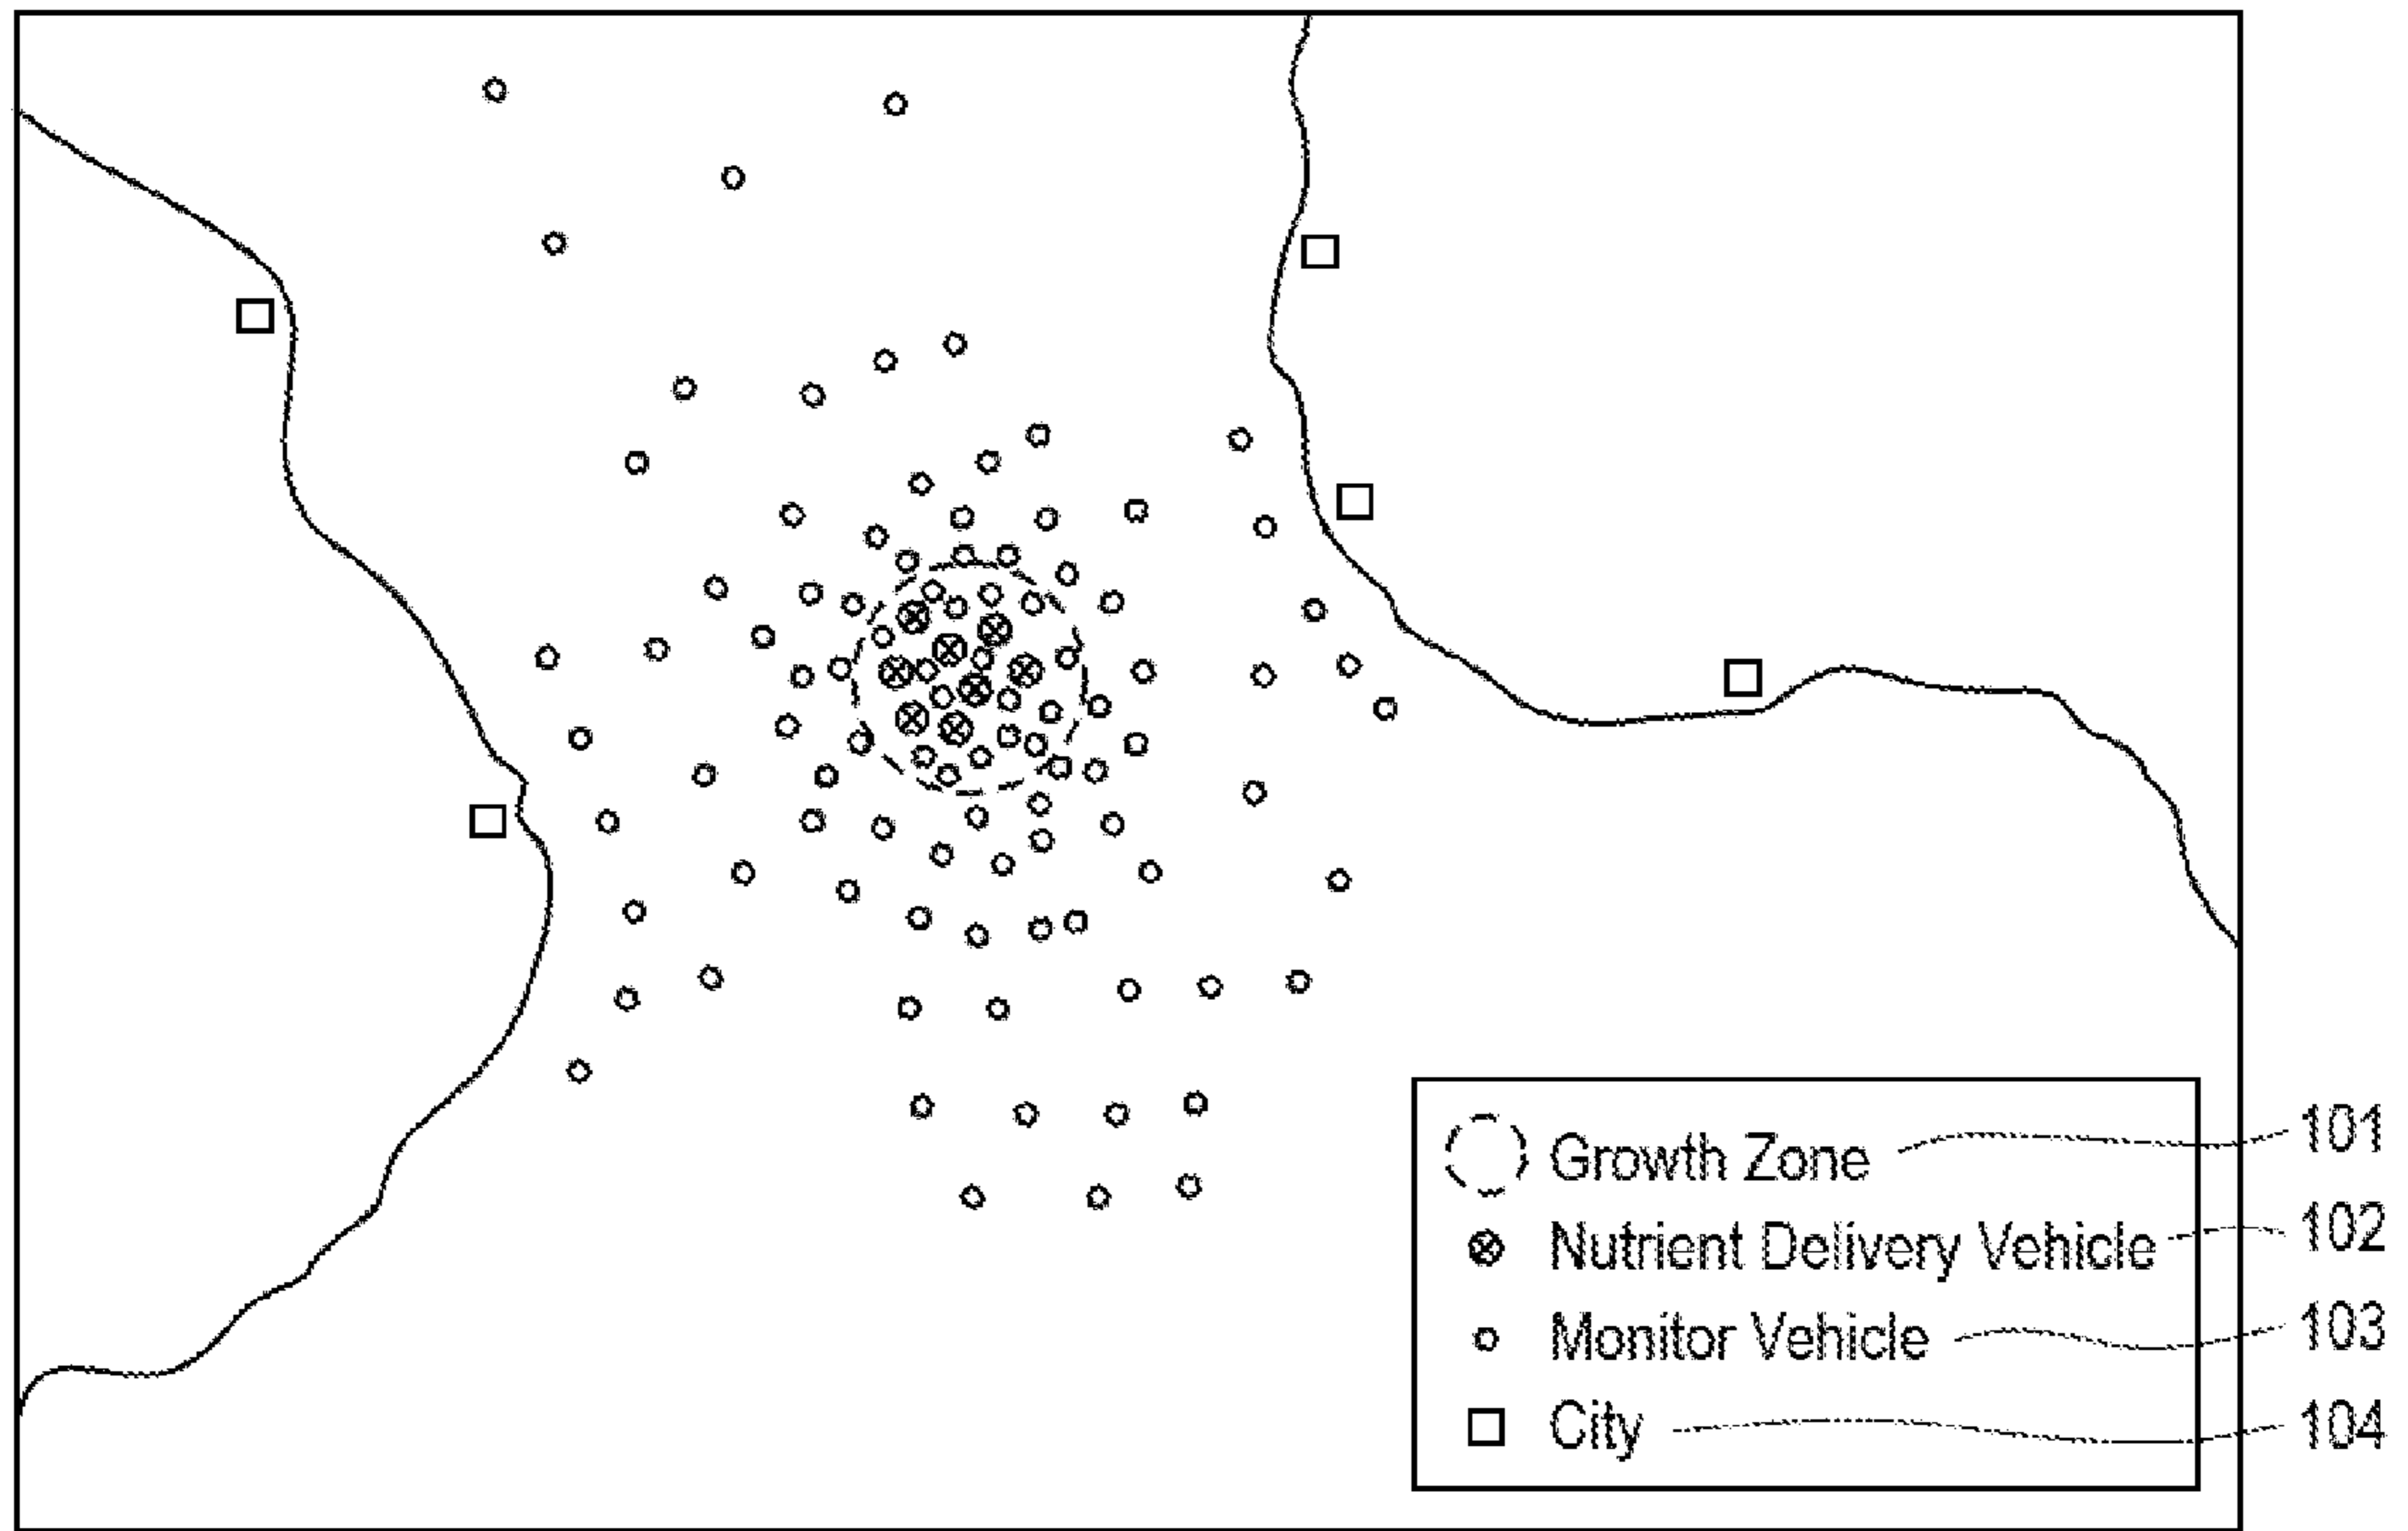 Growth Zone 101
Nutrient Delivery Vehicle 102
Monitor Vehicle 103
City 104